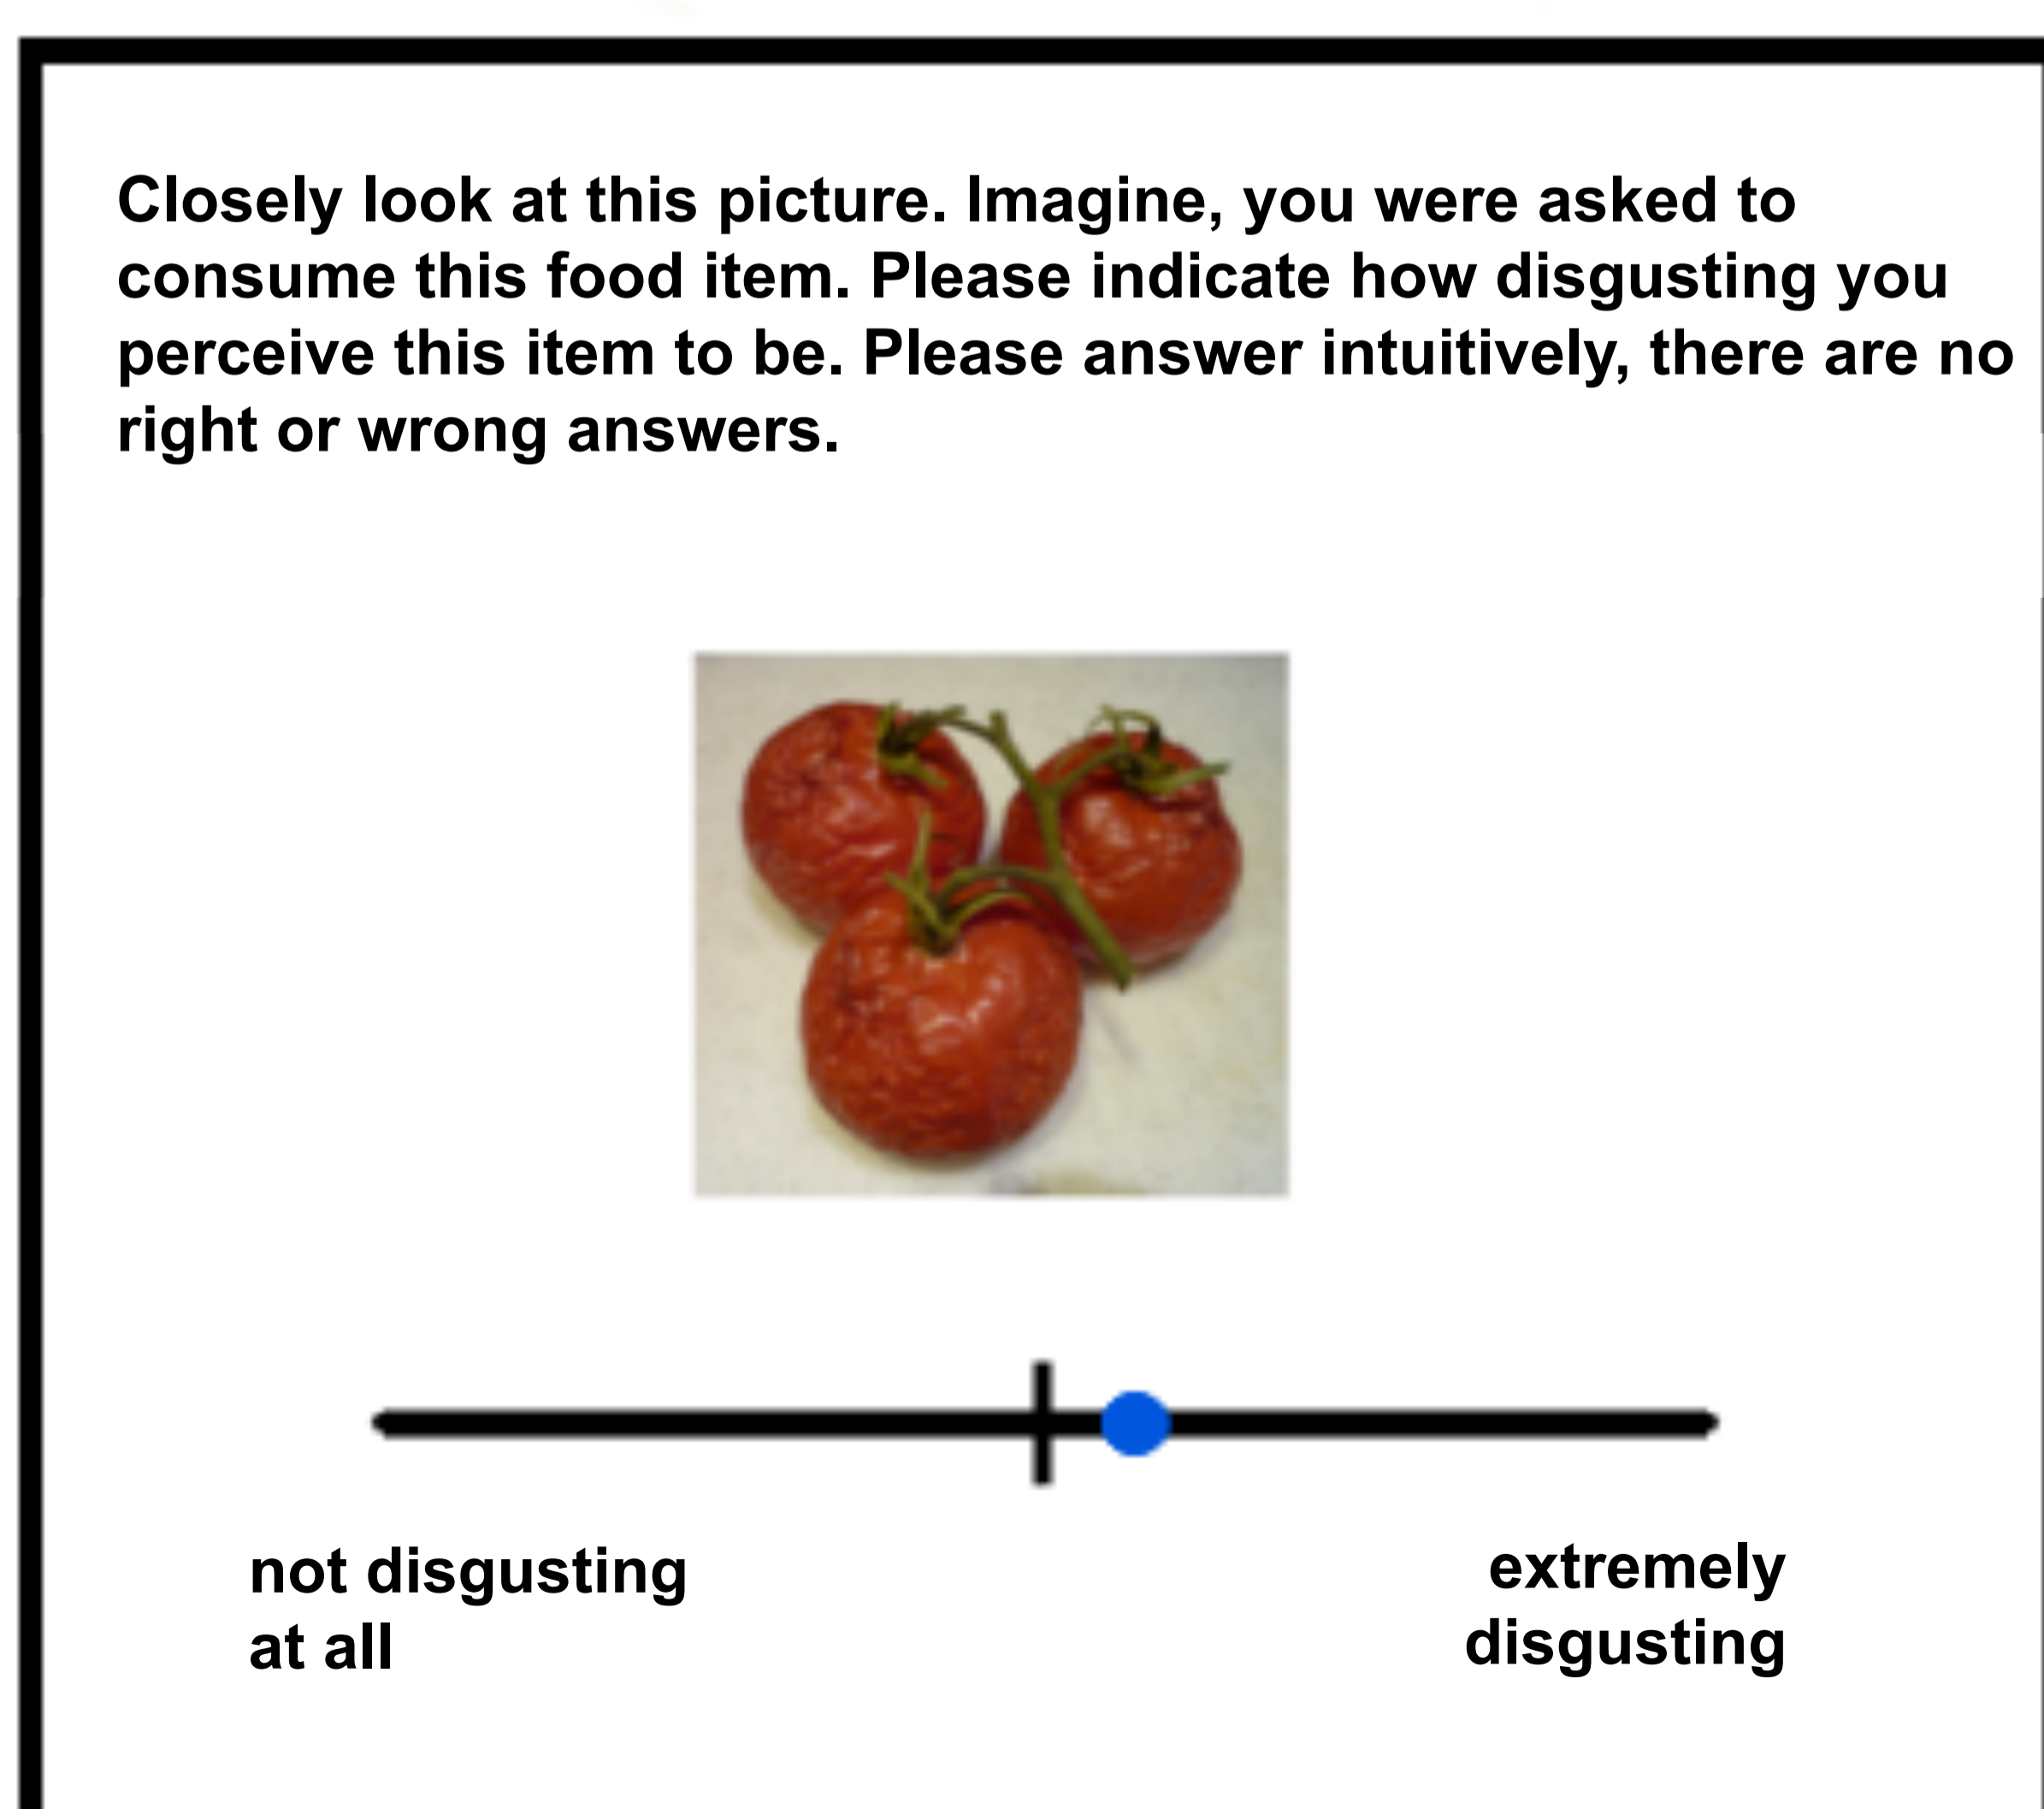 Closely look at this picture. Imagine, you were asked to
consume this food item. Please indicate how disgusting you
perceive this item to be. Please answer intuitively, there are no
right or wrong answers.
not disgusting
at all
extremely
disgusting